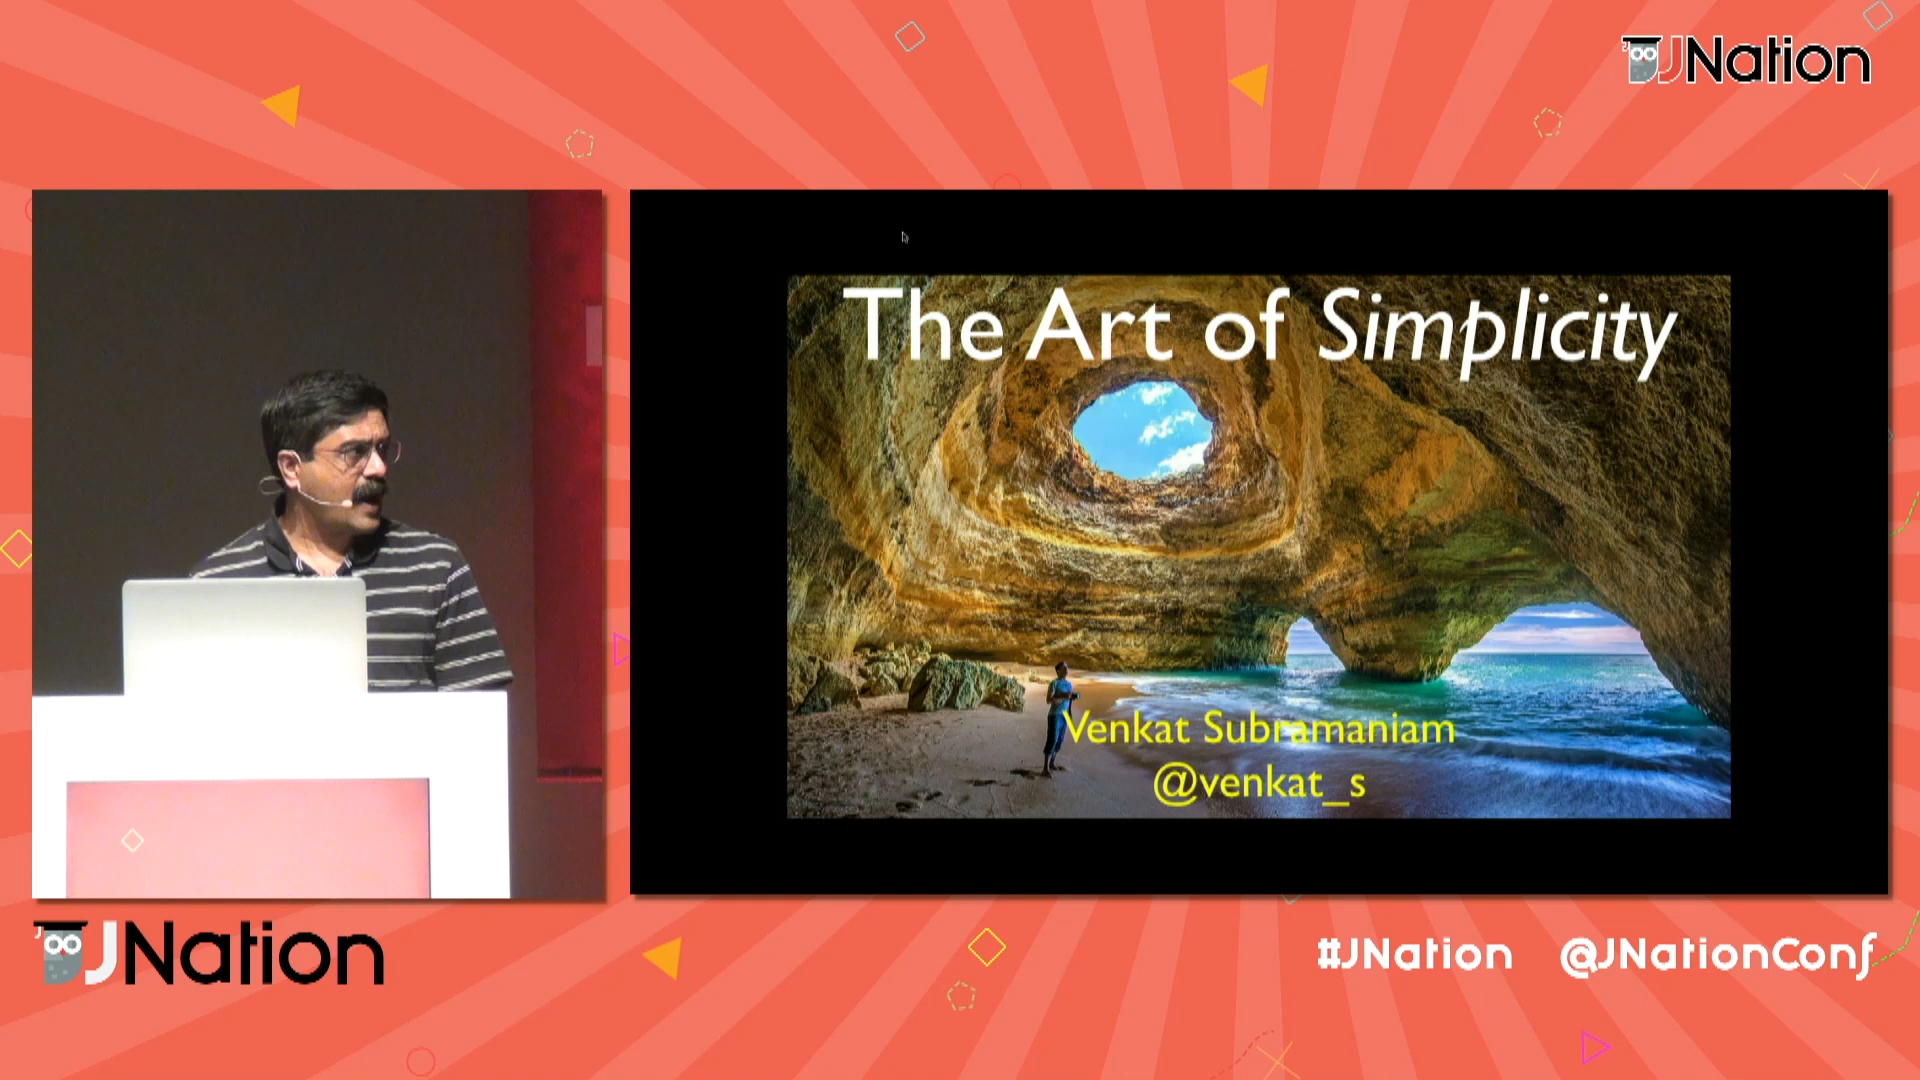 JNation
The Art of Simplicity
Venkat Subramaniam
@venkat_s
JNation
#JNation @JNationConf